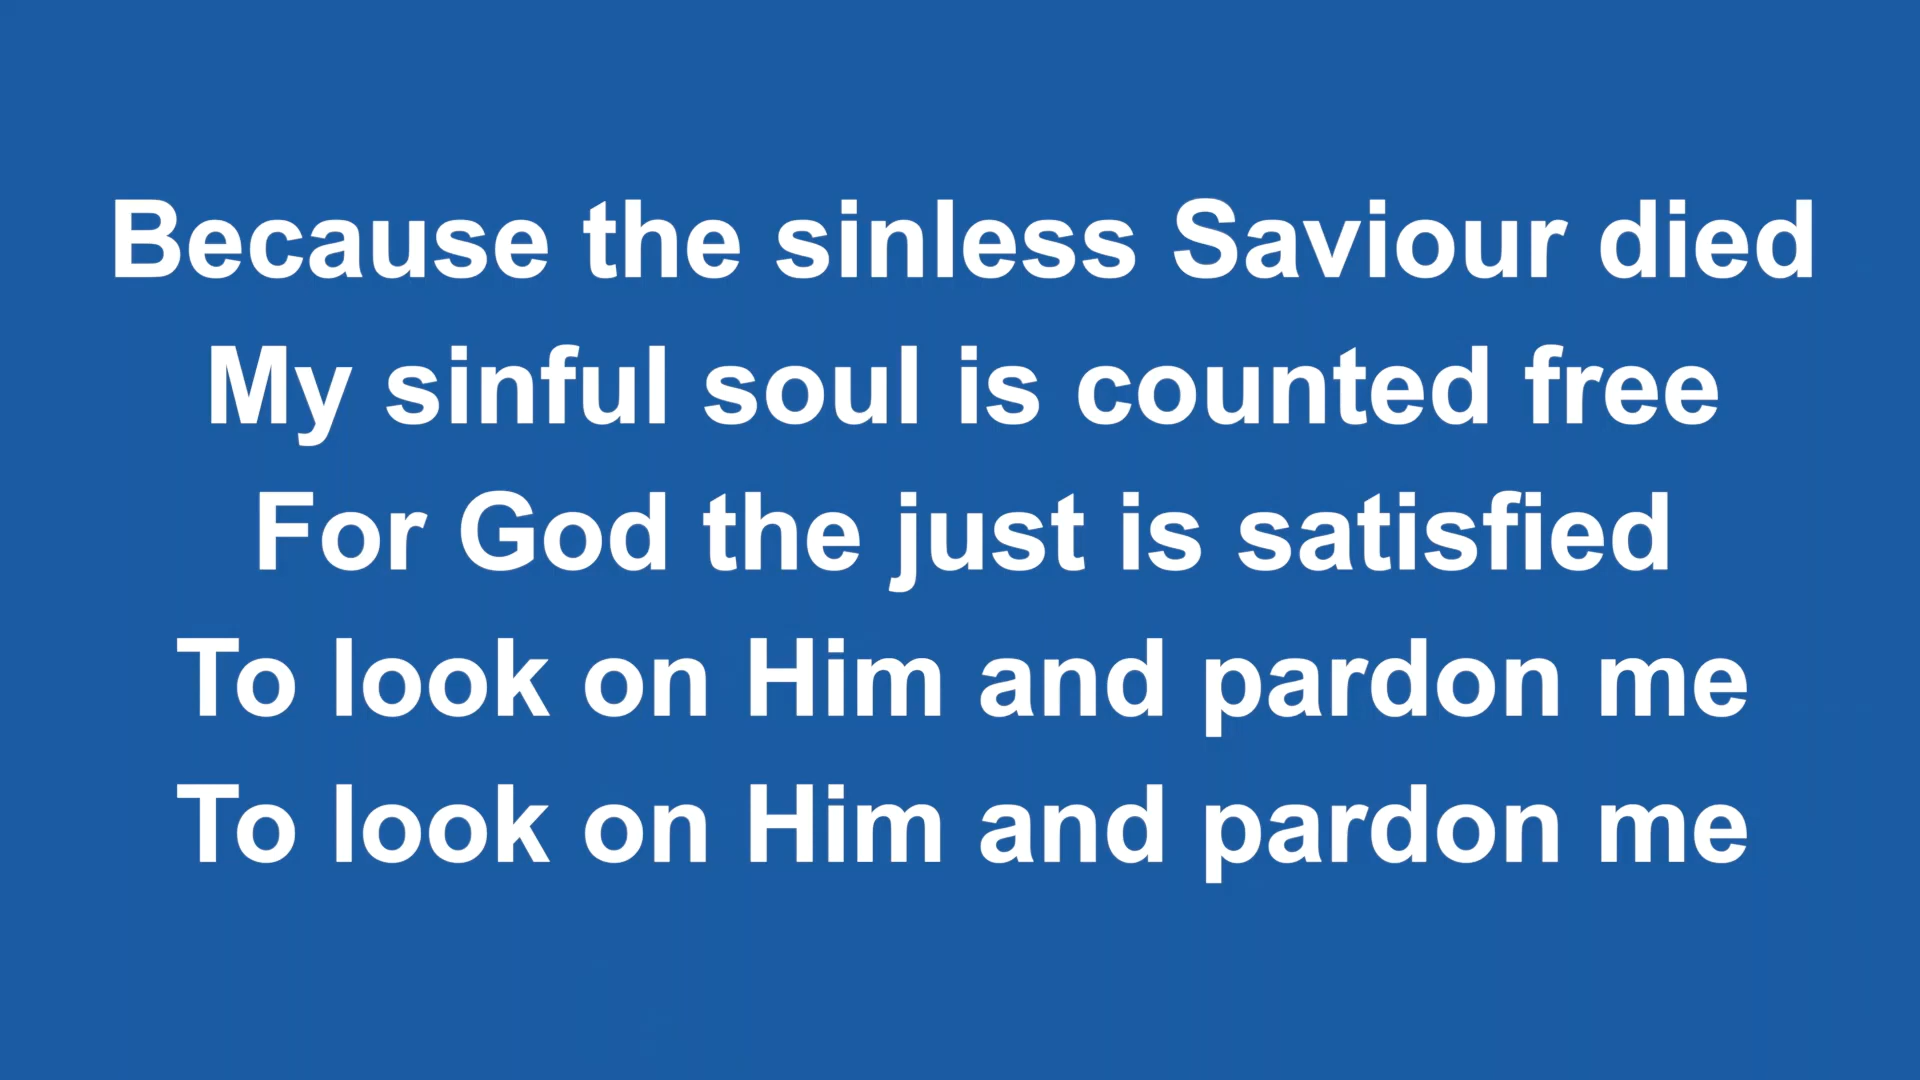 Because the sinless Saviour died
My sinful soul is counted free
For God the just is satisfied
To look on Him and pardon me
To look on Him and pardon me